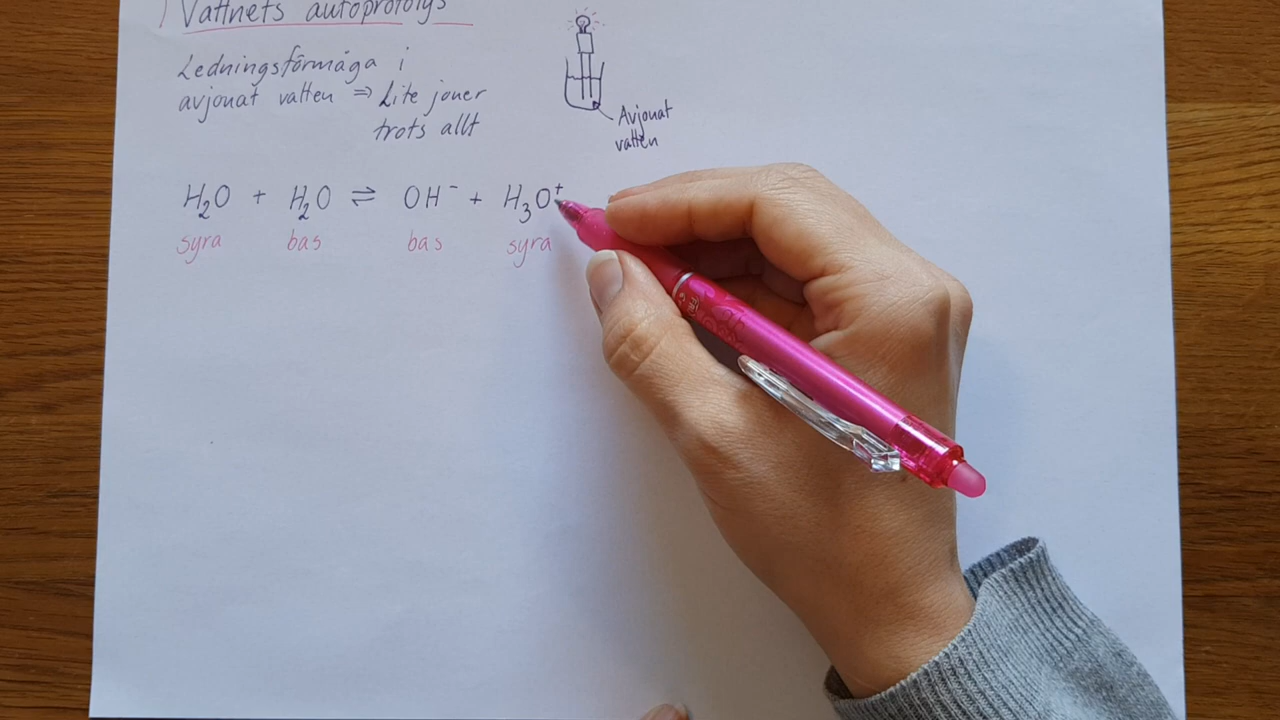 Vattnets autoprotolys
Ledningsförmåga i
avjonat vatten ⇒ Lite joner
trots allt
Avjonat
vatten
H₂O + H₂O ⇌ OH⁻ + H₃O⁺
syra bas bas syra